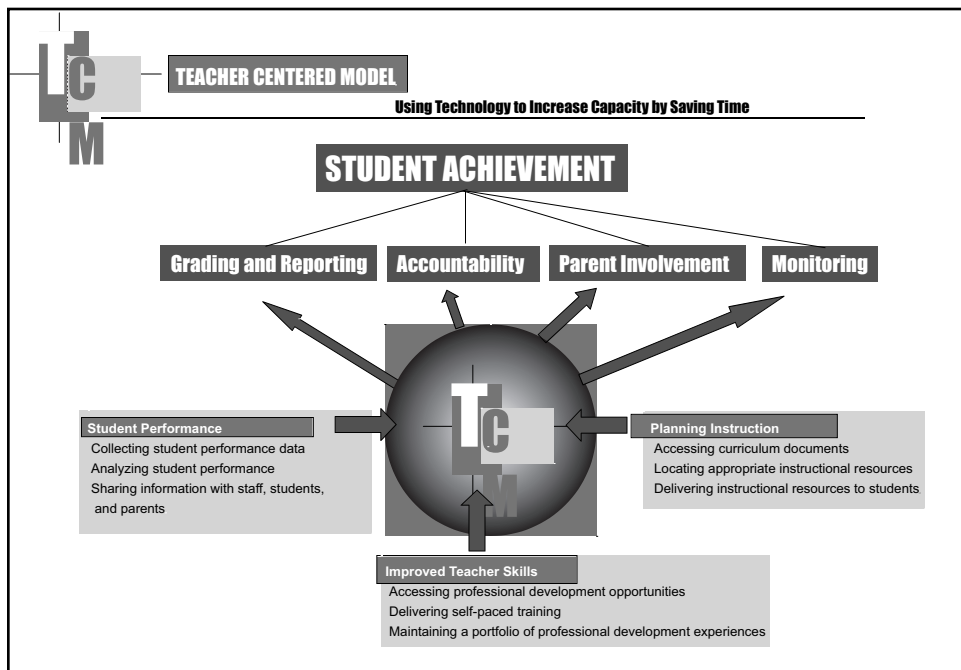 TC
M
TEACHER CENTERED MODEL
Using Technology to Increase Capacity by Saving Time
STUDENT ACHIEVEMENT
Grading and Reporting
Accountability
Parent Involvement
Monitoring
TC
M
Student Performance
Collecting student performance data
Analyzing student performance
Sharing information with staff, students,
and parents
Planning Instruction
Accessing curriculum documents
Locating appropriate instructional resources
Delivering instructional resources to students
Improved Teacher Skills
Accessing professional development opportunities
Delivering self-paced training
Maintaining a portfolio of professional development experiences